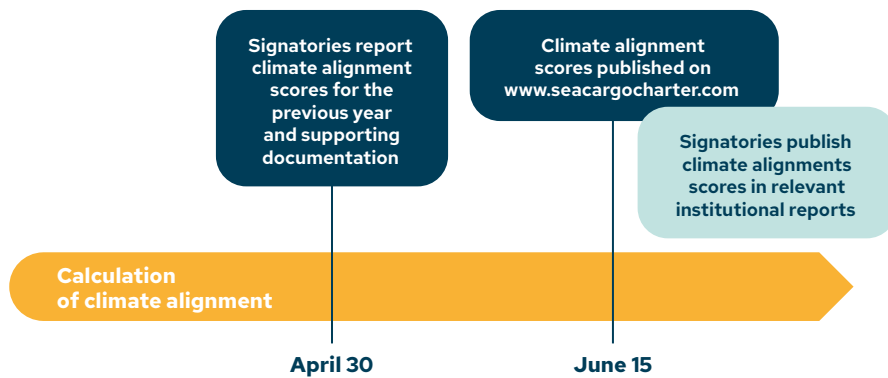 Signatories report
climate alignment
scores for the
previous year
and supporting
documentation
Climate alignment
scores published on
www.seacargocharter.com
Signatories publish
climate alignments
scores in relevant
institutional reports
Calculation
of climate alignment
April 30
June 15